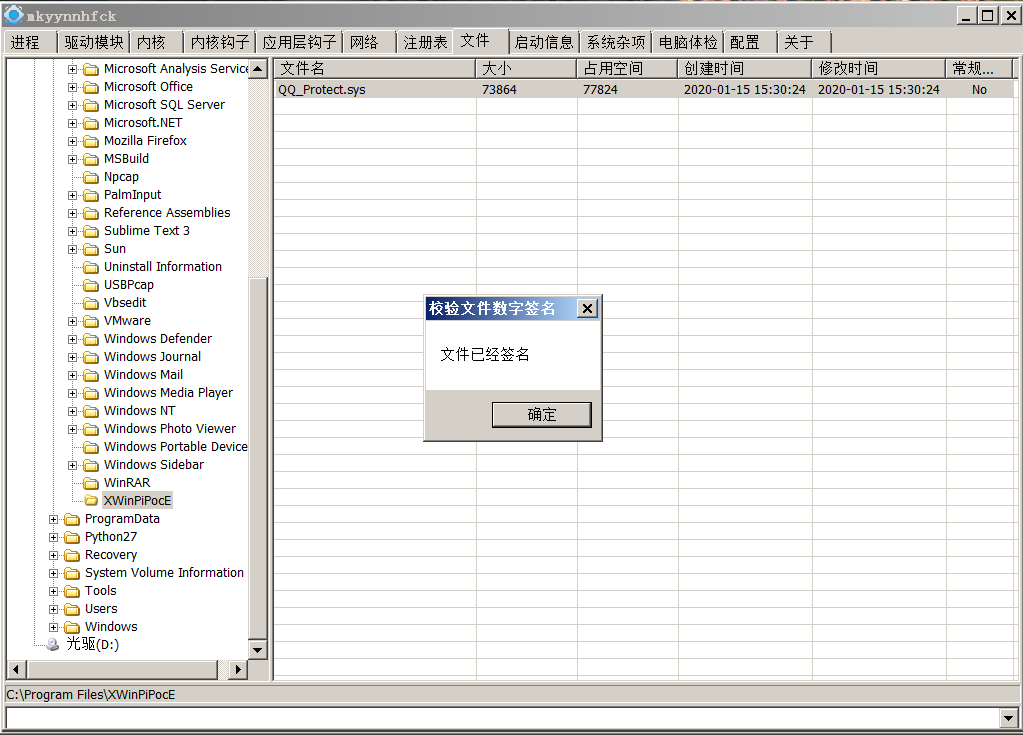 mkyynnhfck
进程 驱动模块 内核 内核钩子 应用层钩子 网络 注册表 文件 启动信息 系统杂项 电脑体检 配置 关于
文件名 大小 占用空间 创建时间 修改时间 常规...
QQ_Protect.sys 73864 77824 2020-01-15 15:30:24 2020-01-15 15:30:24 No
Microsoft Analysis Service
Microsoft Office
Microsoft SQL Server
Microsoft.NET
Mozilla Firefox
MSBuild
Npcap
PalmInput
Reference Assemblies
Sublime Text 3
Sun
Uninstall Information
USBPcap
Vbsedit
VMware
Windows Defender
Windows Journal
Windows Mail
Windows Media Player
Windows NT
Windows Photo Viewer
Windows Portable Device
Windows Sidebar
WinRAR
XWinPiPocE
ProgramData
Python27
Recovery
System Volume Information
Tools
Users
Windows
光驱(D:)
校验文件数字签名
文件已经签名
确定
C:\Program Files\XWinPiPocE